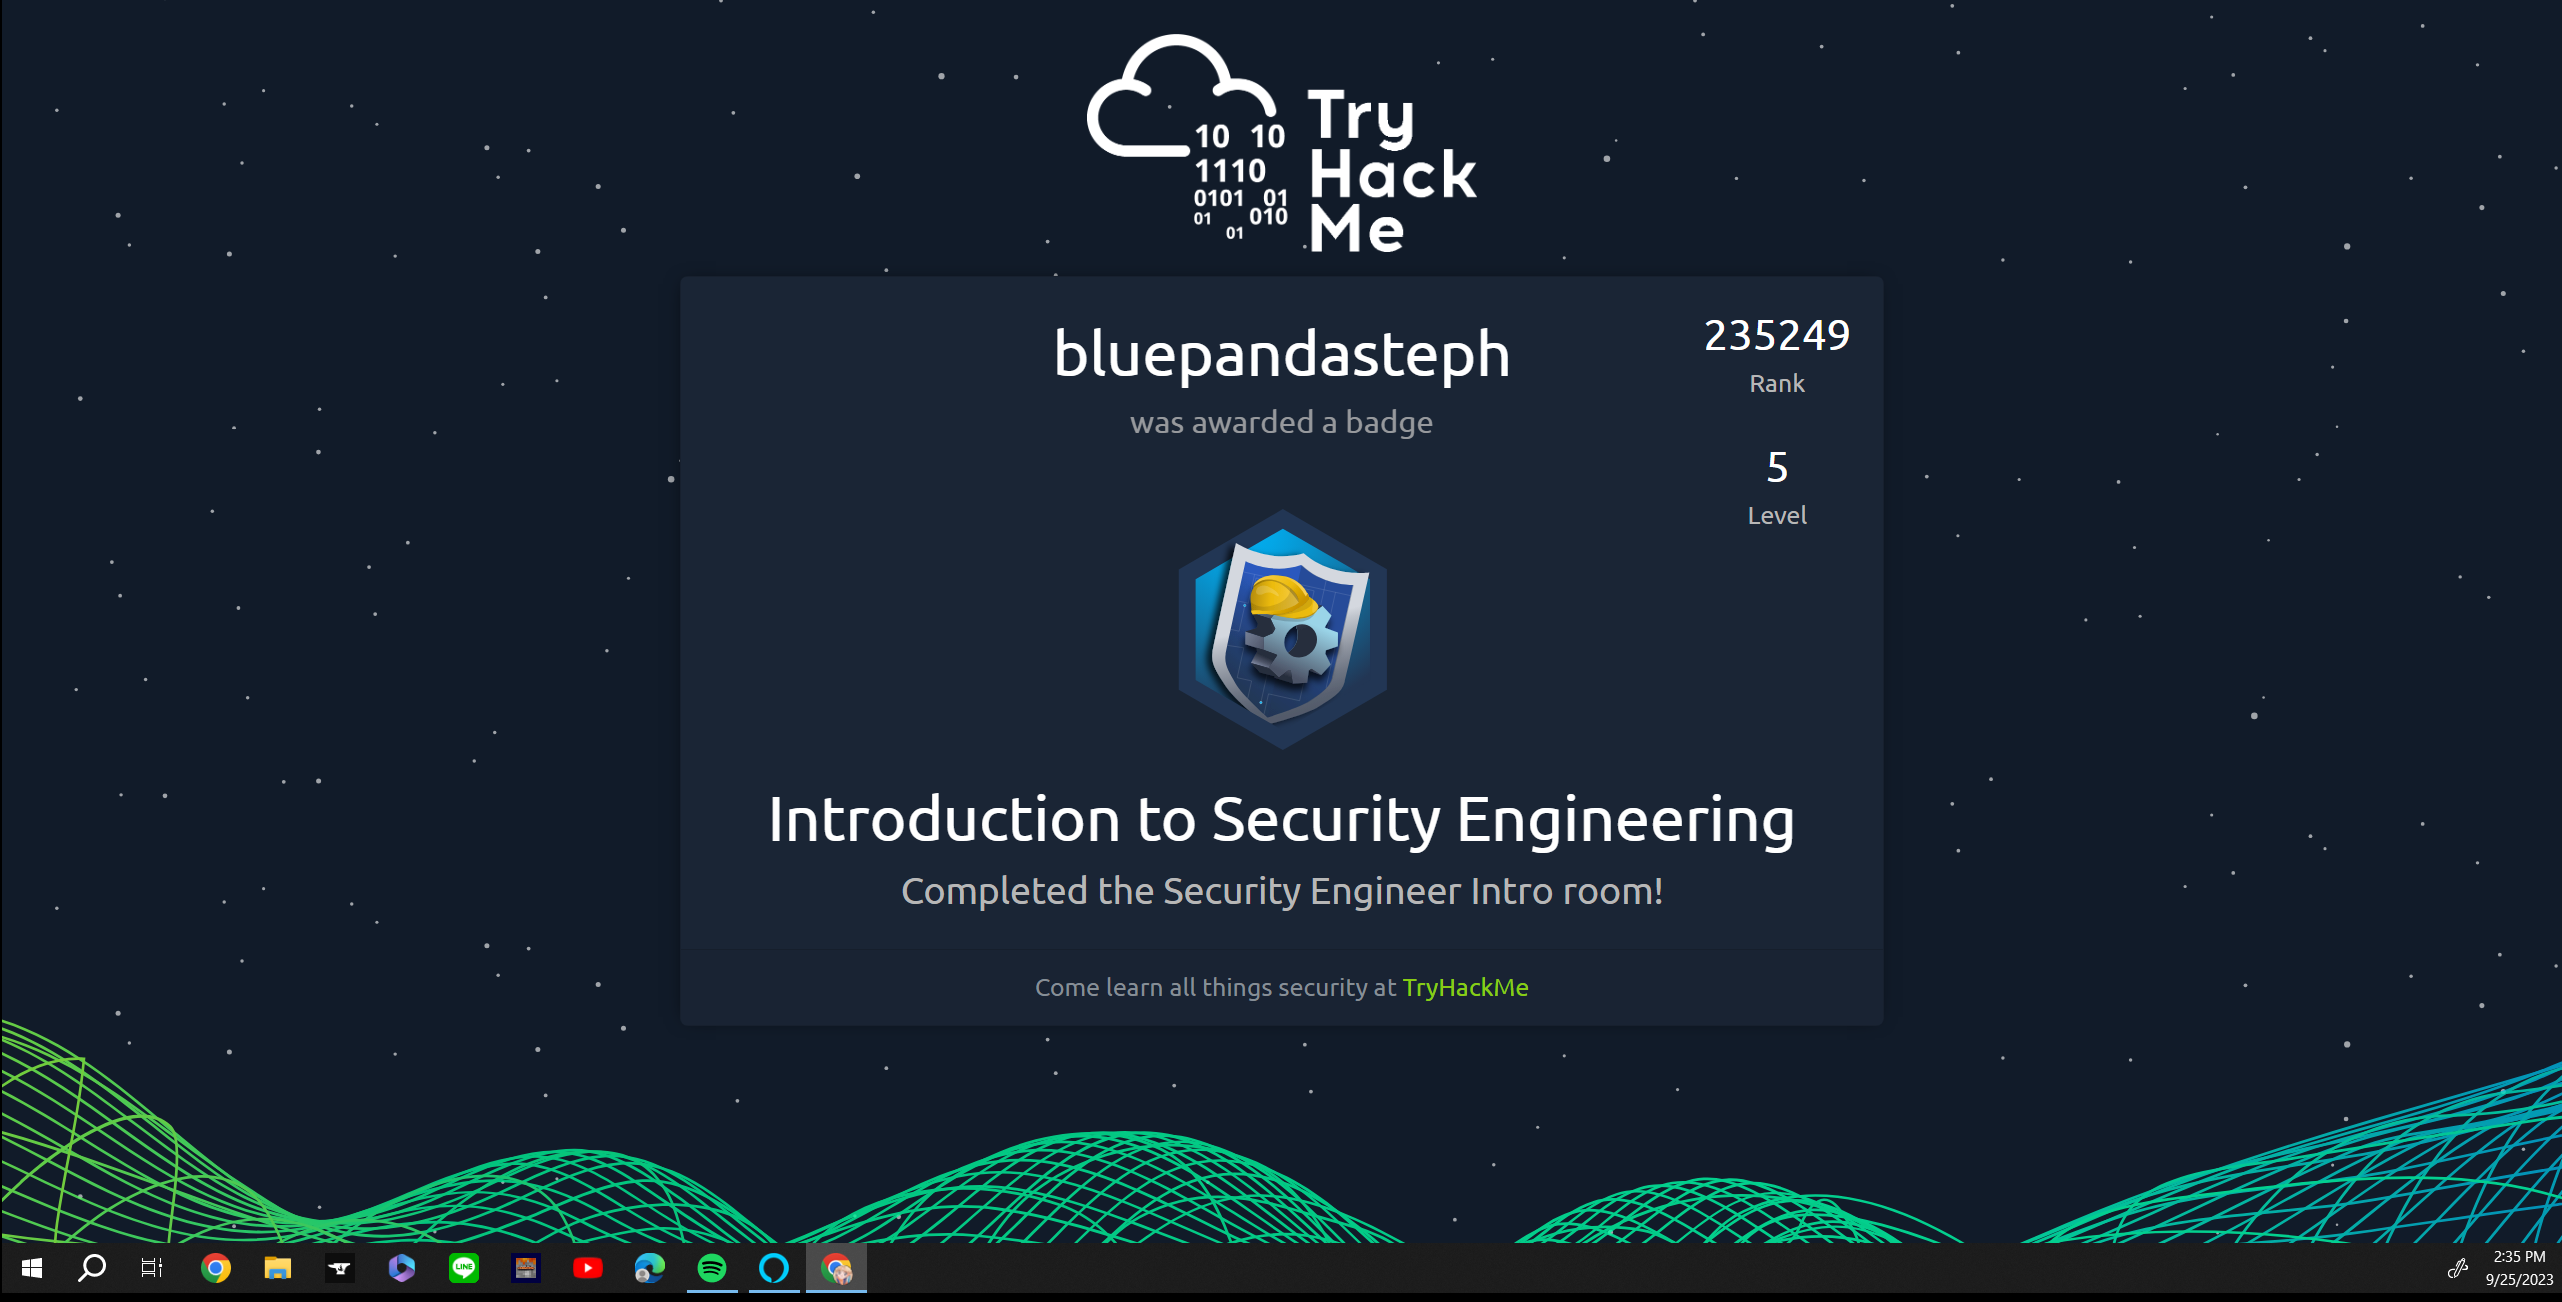 10 10
1110
0101 01
01 010
01
Try
Hack
Me
bluepandasteph
was awarded a badge
235249
Rank
5
Level
Introduction to Security Engineering
Completed the Security Engineer Intro room!
Come learn all things security at TryHackMe
LINE
2:35 PM
9/25/2023